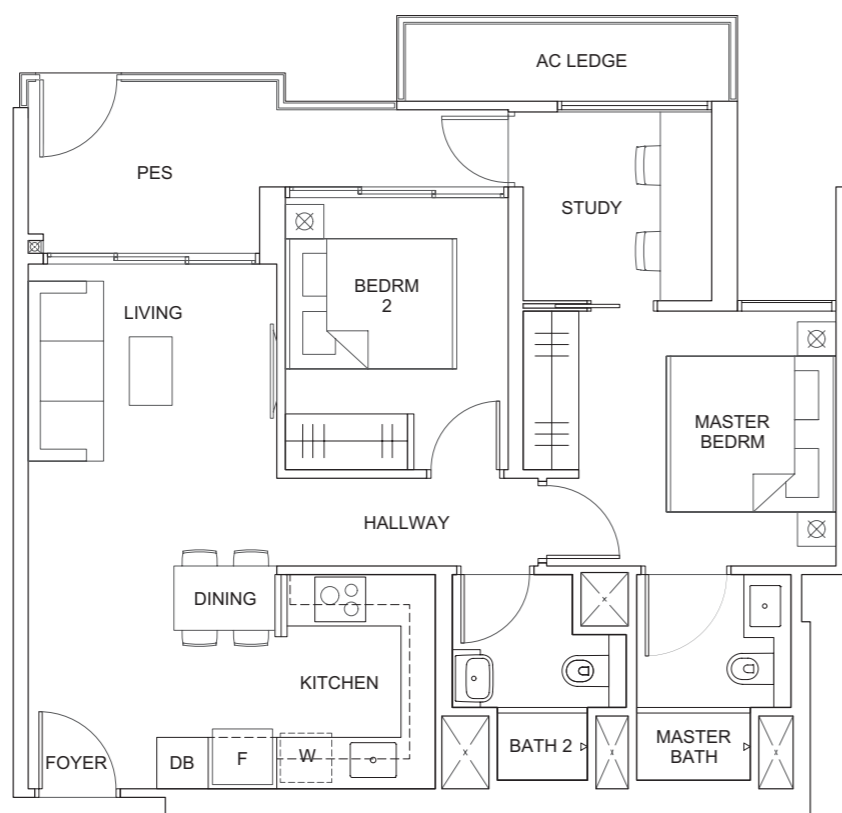 AC LEDGE
PES
STUDY
BEDRM
2
LIVING
MASTER
BEDRM
HALLWAY
DINING
KITCHEN
FOYER
DB
F
W
BATH 2
MASTER
BATH